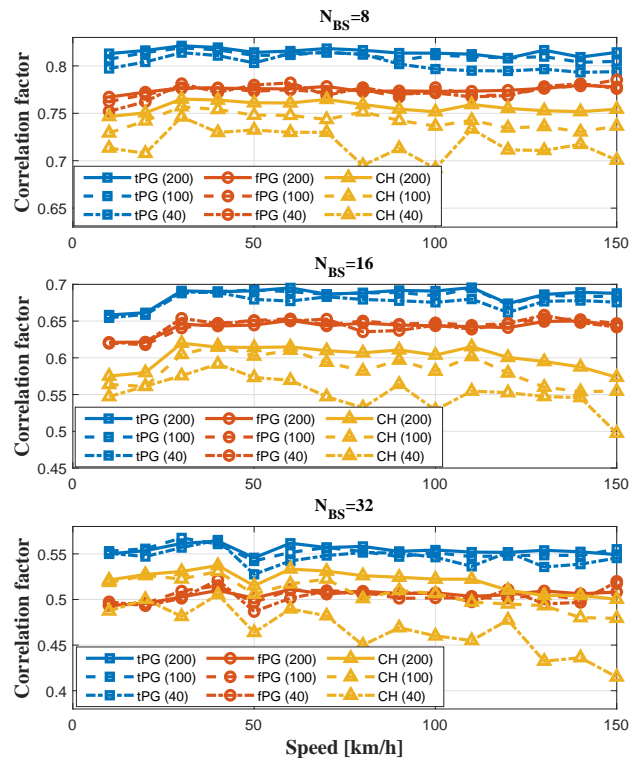 N_BS=8
Correlation factor
0.8
0.75
0.7
0.65
tPG (200) fPG (200) CH (200)
tPG (100) fPG (100) CH (100)
tPG (40) fPG (40) CH (40)
0 50 100 150
N_BS=16
Correlation factor
0.7
0.65
0.6
0.55
0.5
0.45
tPG (200) fPG (200) CH (200)
tPG (100) fPG (100) CH (100)
tPG (40) fPG (40) CH (40)
0 50 100 150
N_BS=32
Correlation factor
0.55
0.5
0.45
0.4
tPG (200) fPG (200) CH (200)
tPG (100) fPG (100) CH (100)
tPG (40) fPG (40) CH (40)
0 50 100 150
Speed [km/h]